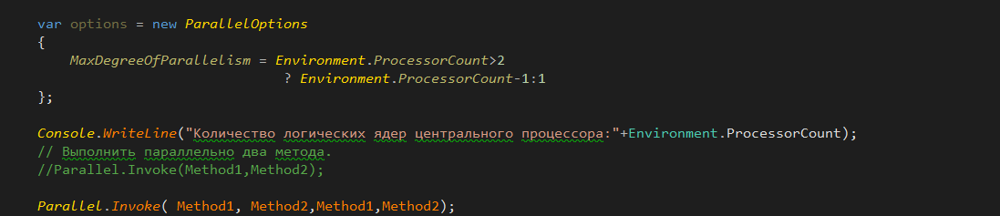 var options = new ParallelOptions
{
MaxDegreeOfParallelism = Environment.ProcessorCount>2
? Environment.ProcessorCount-1:1
};
Console.WriteLine("Количество логических ядер центрального процессора:"+Environment.ProcessorCount);
// Выполнить параллельно два метода.
//Parallel.Invoke(Method1,Method2);
Parallel.Invoke( Method1, Method2,Method1,Method2);